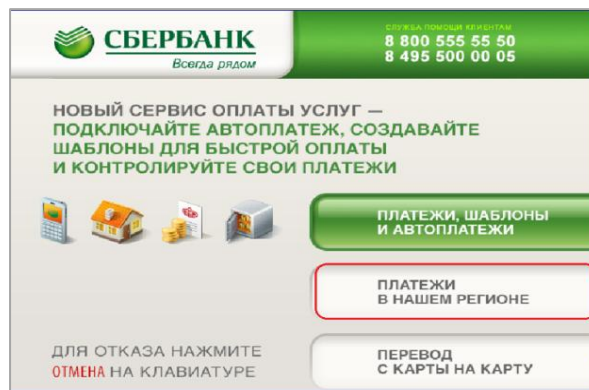 СБЕРБАНК
Всегда рядом
СЛУЖБА ПОМОЩИ КЛИЕНТАМ
8 800 555 55 50
8 495 500 00 05
НОВЫЙ СЕРВИС ОПЛАТЫ УСЛУГ —
ПОДКЛЮЧАЙТЕ АВТОПЛАТЕЖ, СОЗДАВАЙТЕ
ШАБЛОНЫ ДЛЯ БЫСТРОЙ ОПЛАТЫ
И КОНТРОЛИРУЙТЕ СВОИ ПЛАТЕЖИ
ПЛАТЕЖИ, ШАБЛОНЫ
И АВТОПЛАТЕЖИ
ПЛАТЕЖИ
В НАШЕМ РЕГИОНЕ
ДЛЯ ОТКАЗА НАЖМИТЕ
ОТМЕНА НА КЛАВИАТУРЕ
ПЕРЕВОД
С КАРТЫ НА КАРТУ